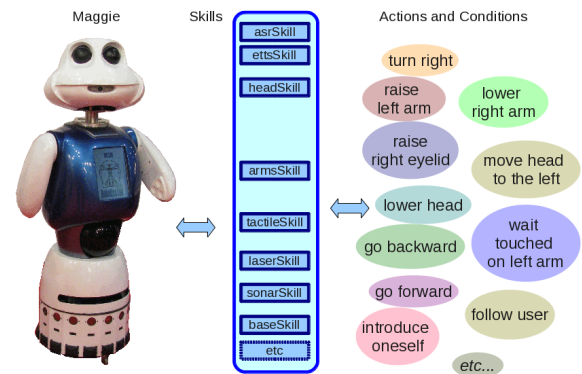 Maggie
Skills
Actions and Conditions
asrSkill
ettsSkill
headSkill
armsSkill
tactileSkill
laserSkill
sonarSkill
baseSkill
etc
turn right
raise
left arm
lower
right arm
raise
right eyelid
move head
to the left
lower head
wait
touched
on left arm
go backward
go forward
follow user
introduce
oneself
etc...